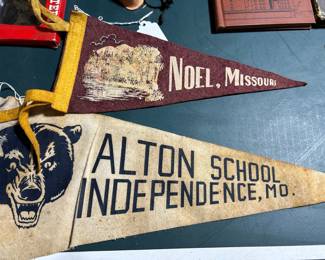 NOEL, MISSOURI
ALTON SCHOOL
INDEPENDENCE, MO.